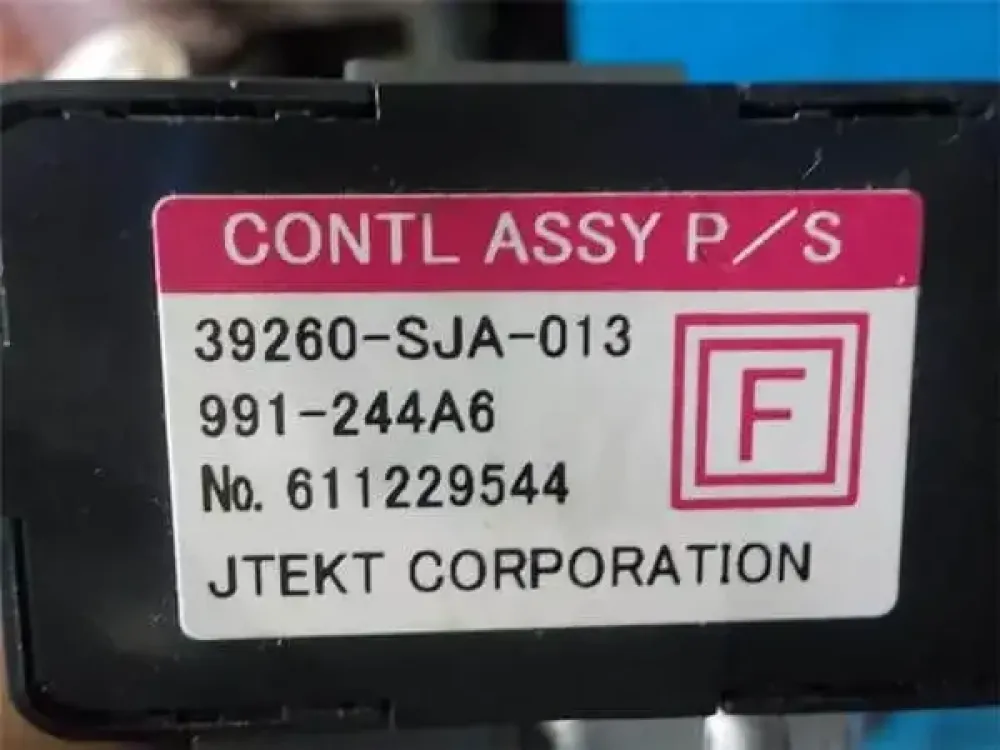 CONTL ASSY P/S
39260-SJA-013
991-244A6
F
No. 611229544
JTEKT CORPORATION